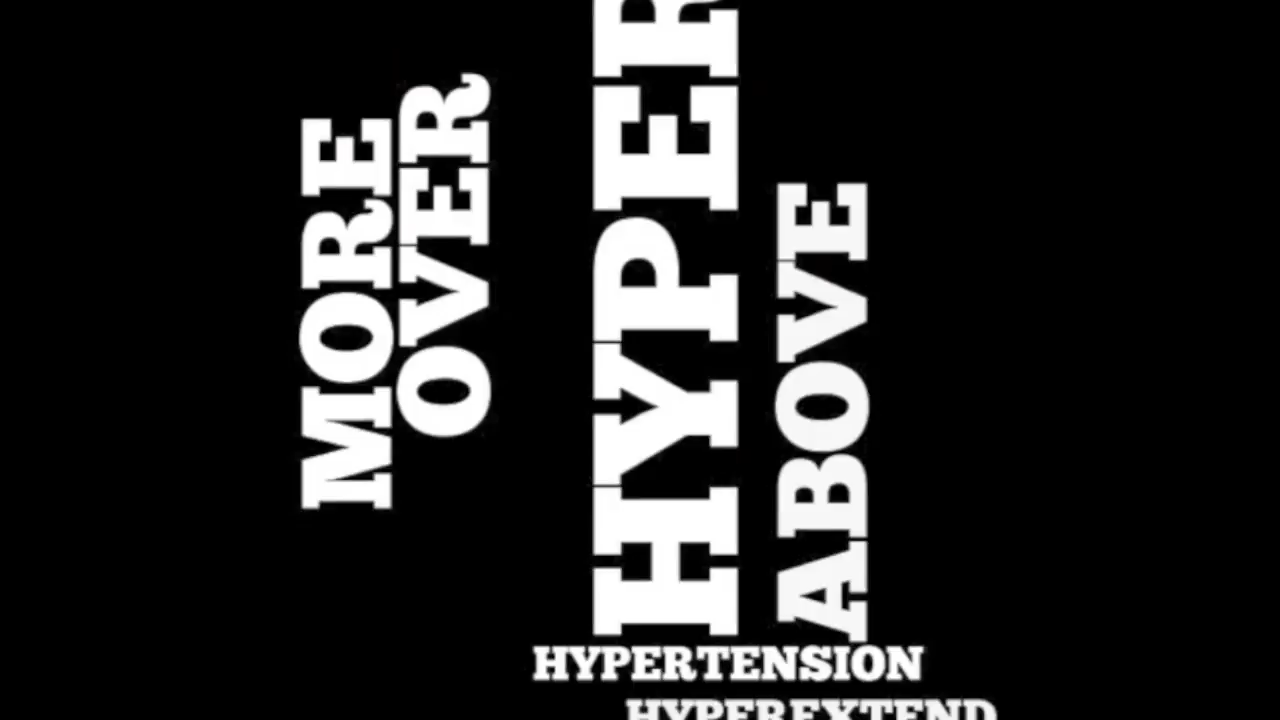 MORE
OVER
HYPER
ABOVE
HYPERTENSION
HYPEREXTEND